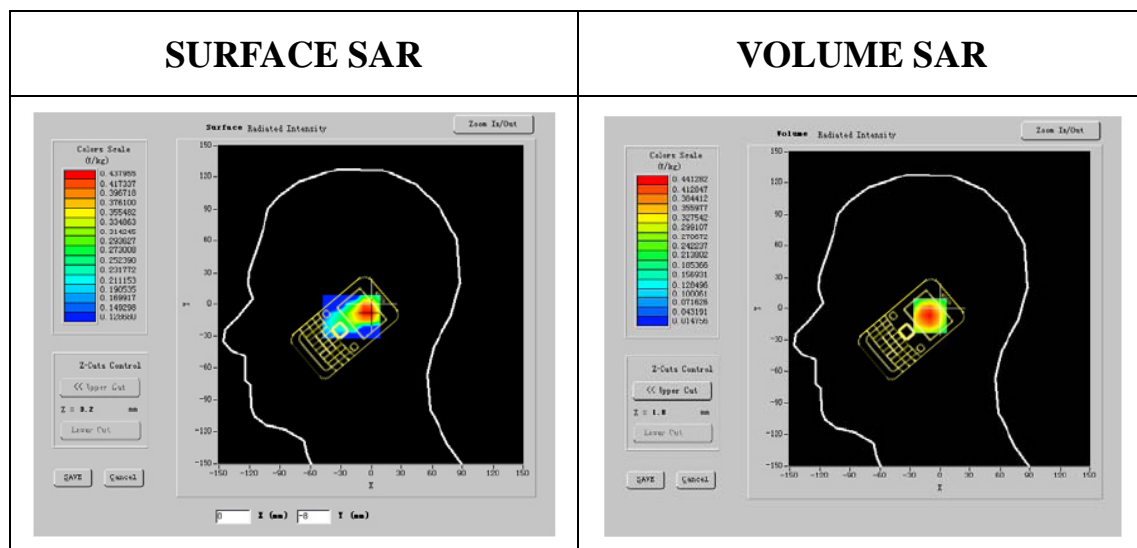 SURFACE SAR
VOLUME SAR
Surface Radiated Intensity
Zoom In/Out
Colors Scale
(W/kg)
0.437955
0.417337
0.396718
0.376100
0.355482
0.334863
0.314245
0.293627
0.273008
0.252390
0.231772
0.211153
0.190535
0.169917
0.149298
0.128680
150
120
90
60
30
0
-30
-60
-90
-120
-150
Y
-150 -120 -90 -60 -30 0 30 60 90 120 150
X
Z-Cuts Control
<< Upper Cut
Z = 0.2 mm
Lower Cut
SAVE Cancel
0 X (mm) -8 Y (mm)
Volume Radiated Intensity
Zoom In/Out
Colors Scale
(W/kg)
0.441282
0.412847
0.384412
0.355977
0.327542
0.299107
0.270672
0.242237
0.213802
0.185366
0.156931
0.128496
0.100061
0.071626
0.043191
0.014756
150
120
90
60
30
0
-30
-60
-90
-120
-150
Y
-150 -120 -90 -60 -30 0 30 60 90 120 150
X
Z-Cuts Control
<< Upper Cut
Z = 1.0 mm
Lower Cut
SAVE Cancel